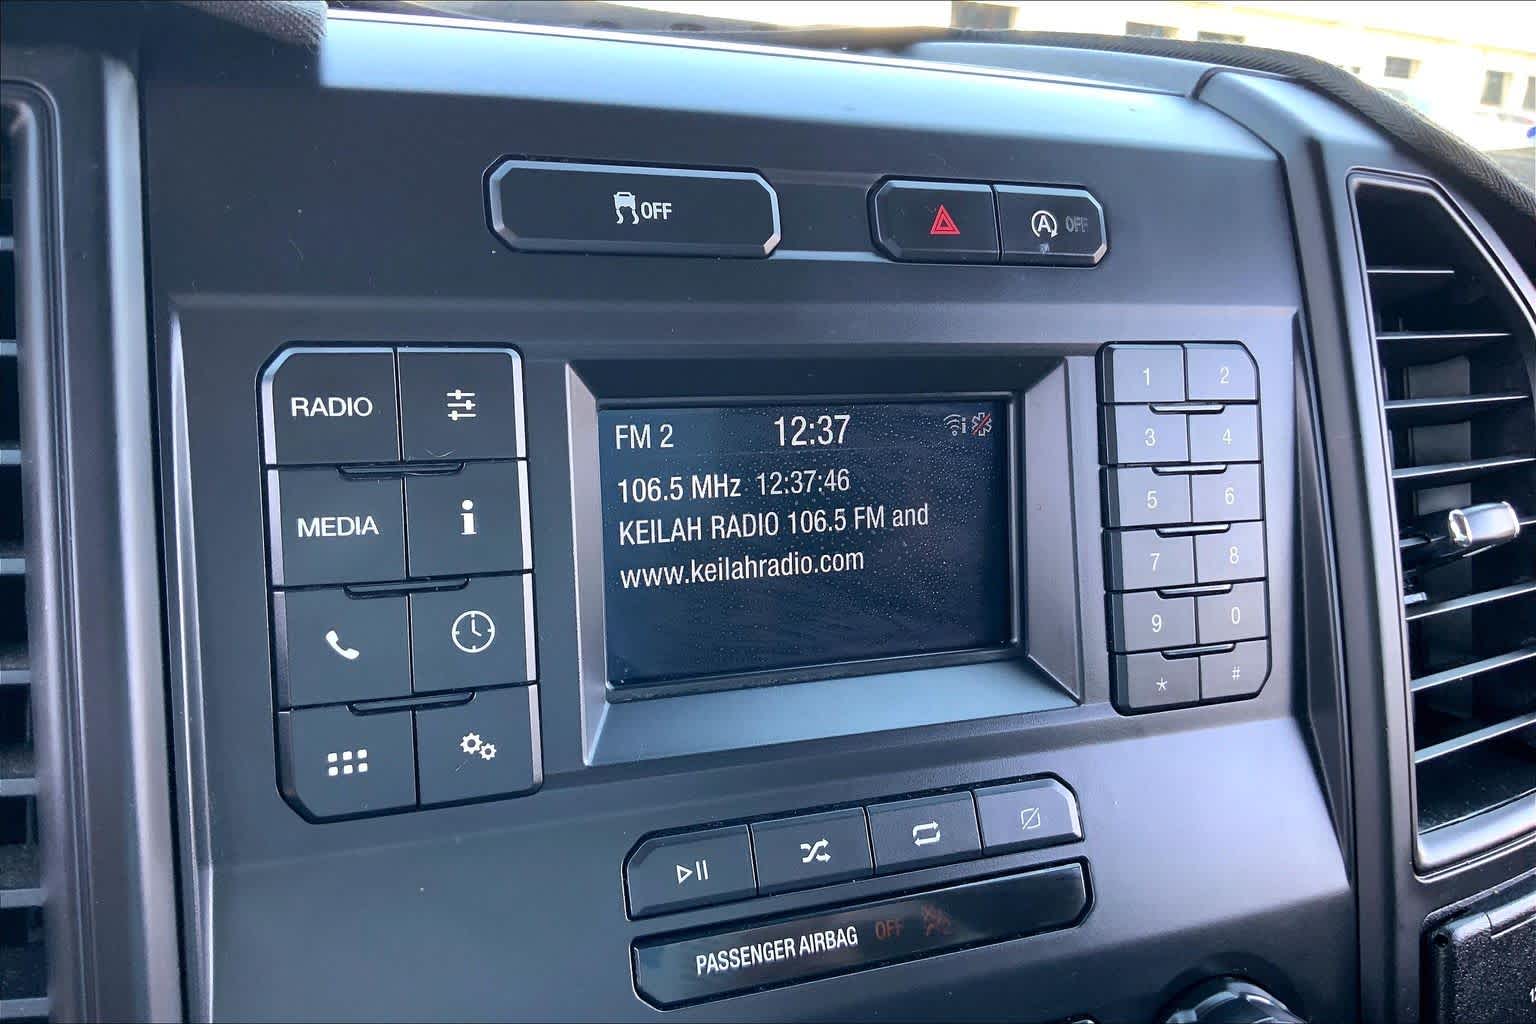 OFF
A OFF
RADIO
MEDIA
i
FM 2 12:37
106.5 MHz 12:37:46
KEILAH RADIO 106.5 FM and
www.keilahradio.com
1 2
3 4
5 6
7 8
9 0
* #
PASSENGER AIRBAG OFF